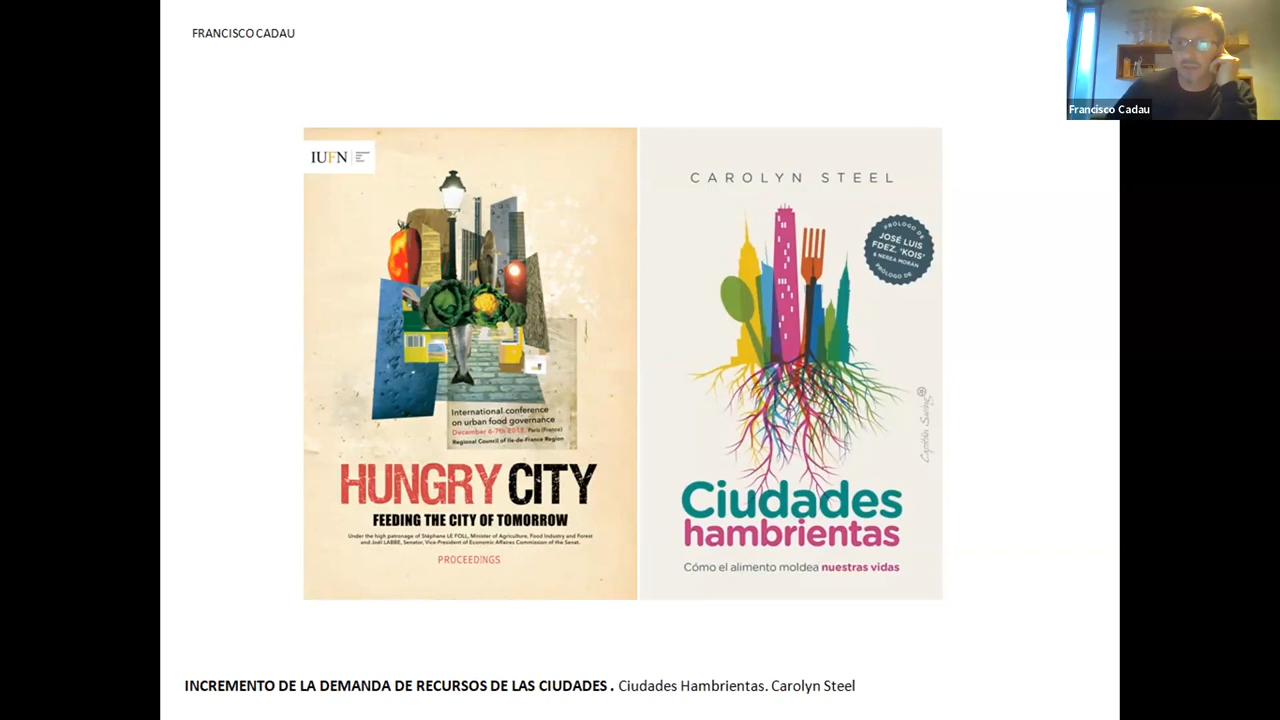 FRANCISCO CADAU
Francisco Cadau
IUFN
International conference
on urban food governance
December 6-7th 2013, Paris (France)
Regional Council of Ile-de-France Region
HUNGRY CITY
FEEDING THE CITY OF TOMORROW
Under the high patronage of Stéphane LE FOLL, Minister of Agriculture, Food Industry and Forest
and Joël LABBÉ, Senator, Vice-President of Economic Affaires Commission of the Senat.
PROCEEDINGS
CAROLYN STEEL
PRÓLOGO DE
JOSÉ LUIS
FDEZ. 'KOIS'
& NEREA MORÁN
PRÓLOGO DE
Capitán Swing
Ciudades
hambrientas
Cómo el alimento moldea nuestras vidas
INCREMENTO DE LA DEMANDA DE RECURSOS DE LAS CIUDADES . Ciudades Hambrientas. Carolyn Steel